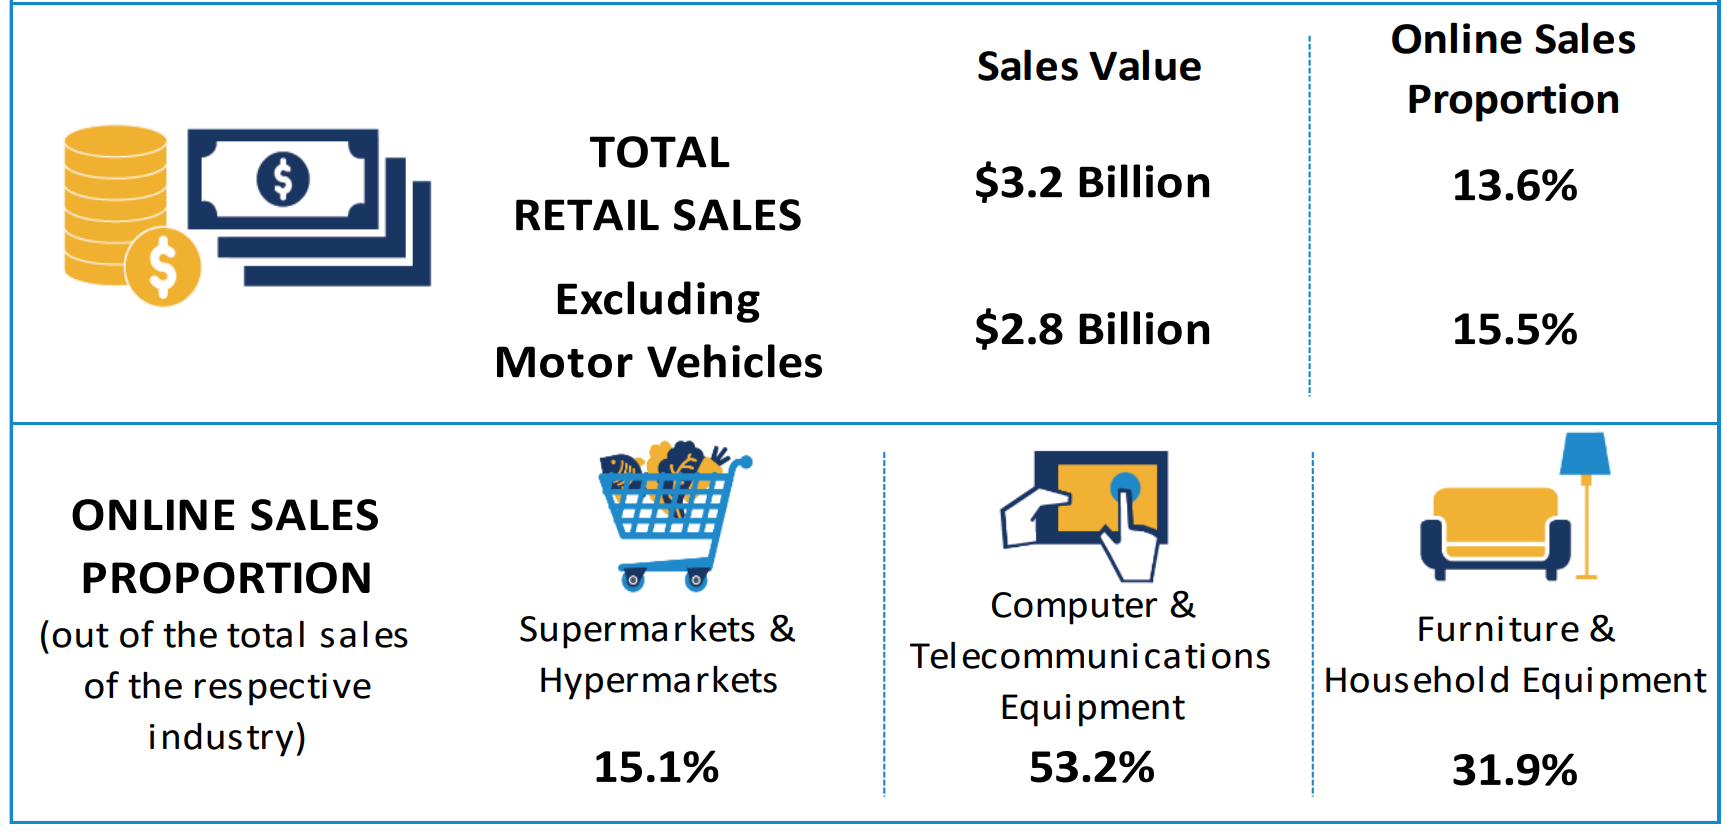 Sales Value
Online Sales
Proportion
TOTAL
RETAIL SALES
$3.2 Billion
13.6%
Excluding
Motor Vehicles
$2.8 Billion
15.5%
$
$
ONLINE SALES
PROPORTION
(out of the total sales
of the respective
industry)
Supermarkets &
Hypermarkets
15.1%
Computer &
Telecommunications
Equipment
53.2%
Furniture &
Household Equipment
31.9%